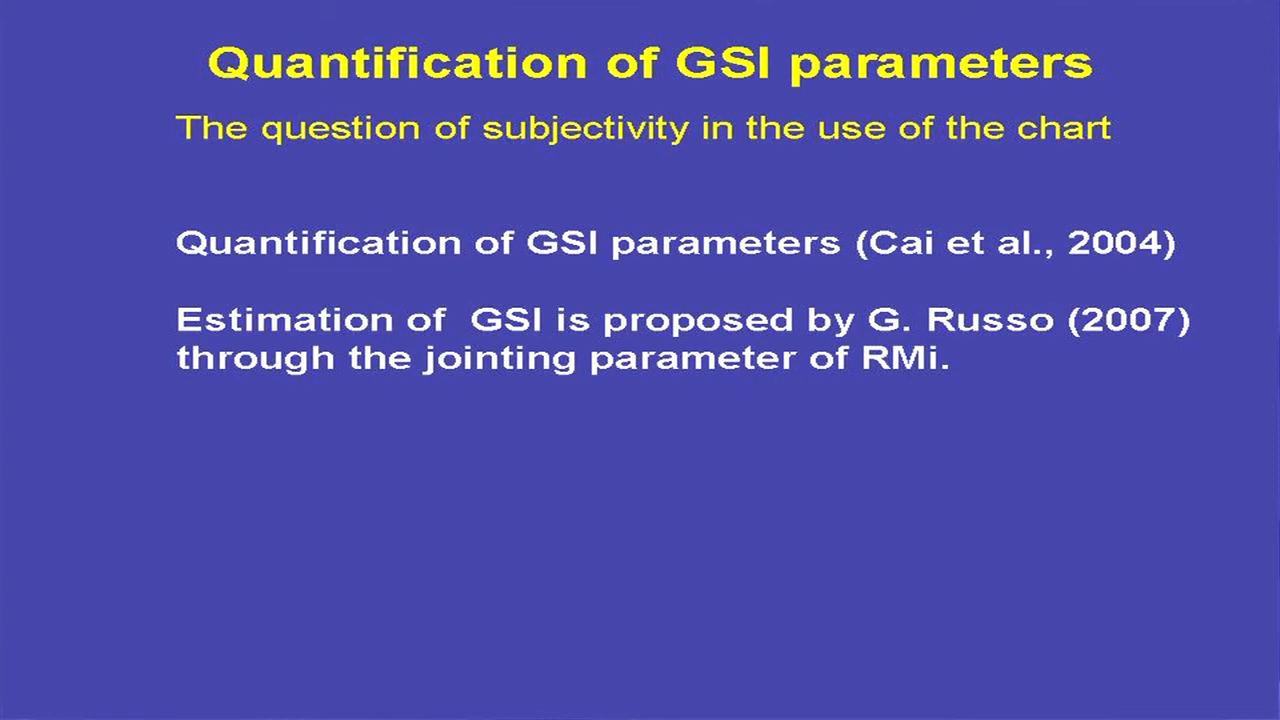 Quantification of GSI parameters
The question of subjectivity in the use of the chart
Quantification of GSI parameters (Cai et al., 2004)
Estimation of  GSI is proposed by G. Russo (2007)
through the jointing parameter of RMi.